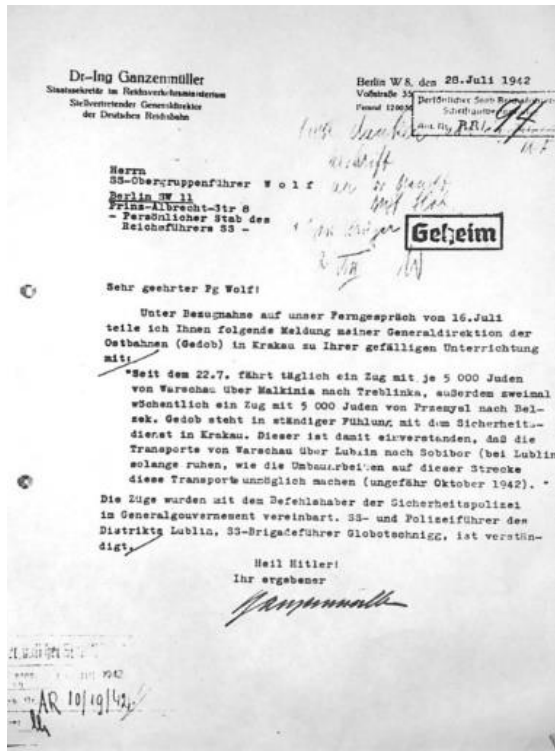 Dr-Ing Ganzenmüller
Staatssekretär im Reichsverkehrsministerium
Stellvertretender Generaldirektor
der Deutschen Reichsbahn
Berlin W 8, den 28.Juli 1942
Voßstraße 35
Persönlicher Stab
Geheim
Herrn
SS-Obergruppenführer Wolf
Berlin SW 11
Prinz-Albrecht-Str 8
- Persönlicher Stab des
Reichsführers SS -
Sehr geehrter Pg Wolf!
Unter Bezugnahme auf unser Ferngespräch vom 16.Juli
teile ich Ihnen folgende Meldung meiner Generaldirektion der
Ostbahnen (Gedob) in Krakau zu Ihrer gefälligen Unterrichtung
mit:
"Seit dem 22.7. fährt täglich ein Zug mit je 5 000 Juden
von Warschau über Malkinia nach Treblinka, außerdem zweimal
wöchentlich ein Zug mit 5 000 Juden von Przemysl nach Bel-
zek. Gedob steht in ständiger Fühlung mit dem Sicherheits-
dienst in Krakau. Dieser ist damit einverstanden, daß die
Transporte von Warschau über Lublin nach Sobibor (bei Lublin
solange ruhen, wie die Umbauarbeiten auf dieser Strecke
diese Transporte unmöglich machen (ungefähr Oktober 1942). "
Die Züge wurden mit dem Befehlshaber der Sicherheitspolizei
im Generalgouvernement vereinbart. SS- und Polizeiführer des
Distrikts Lublin, SS-Brigadeführer Globotschnigg, ist verstän-
digt.
Heil Hitler!
Ihr ergebener
Ganzenmüller
1942
AR 10/19/42